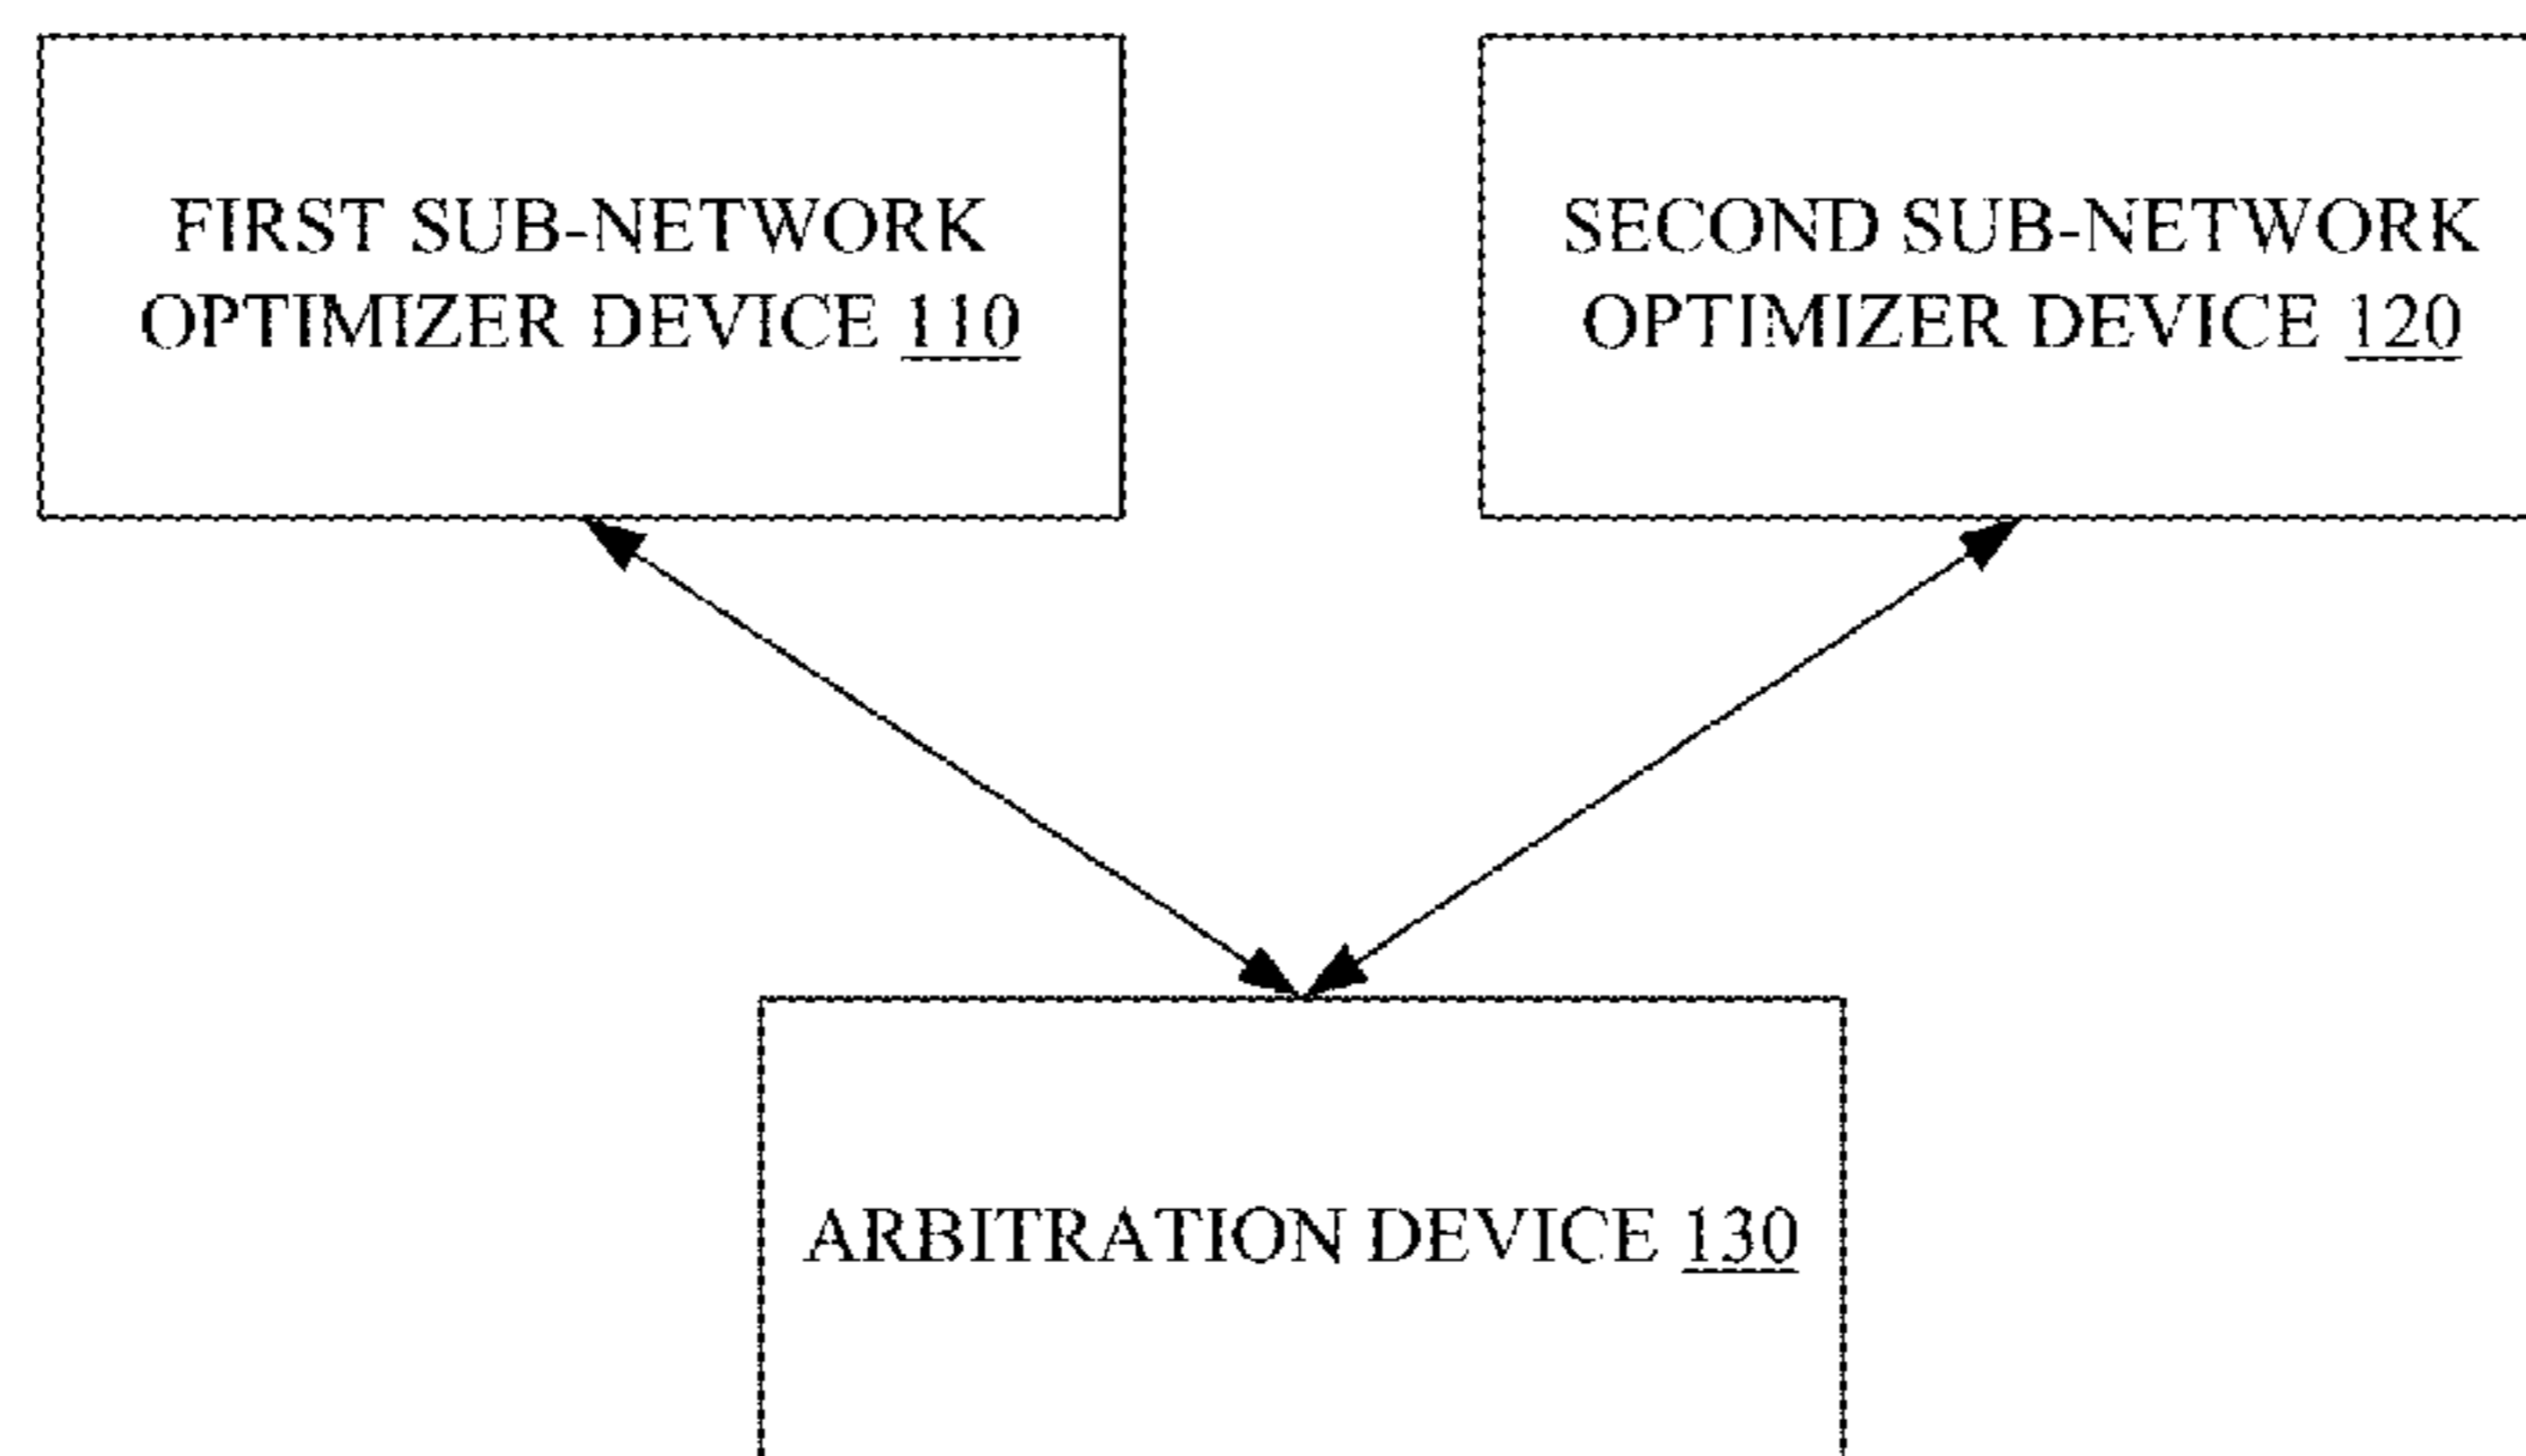 FIRST SUB-NETWORK
OPTIMIZER DEVICE 110
SECOND SUB-NETWORK
OPTIMIZER DEVICE 120
ARBITRATION DEVICE 130